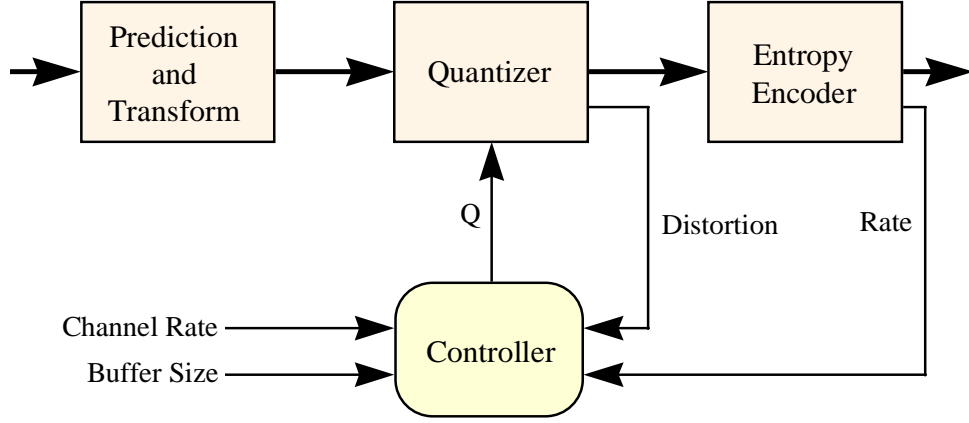 Prediction
and
Transform
Quantizer
Entropy
Encoder
Q
Distortion
Rate
Channel Rate
Buffer Size
Controller